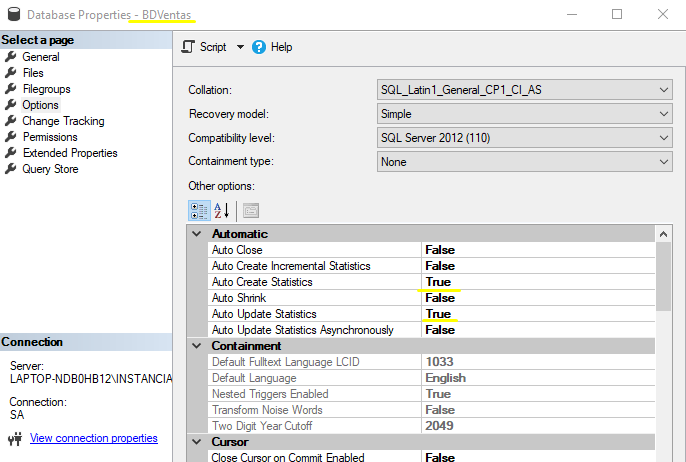 Database Properties - BDVentas
Select a page
General
Files
Filegroups
Options
Change Tracking
Permissions
Extended Properties
Query Store
Connection
Server:
LAPTOP-NDB0HB12\INSTANCIA
Connection:
SA
View connection properties
Script
Help
Collation: SQL_Latin1_General_CP1_CI_AS
Recovery model: Simple
Compatibility level: SQL Server 2012 (110)
Containment type: None
Other options:
Automatic
Auto Close False
Auto Create Incremental Statistics False
Auto Create Statistics True
Auto Shrink False
Auto Update Statistics True
Auto Update Statistics Asynchronously False
Containment
Default Fulltext Language LCID 1033
Default Language English
Nested Triggers Enabled True
Transform Noise Words False
Two Digit Year Cutoff 2049
Cursor
Close Cursor on Commit Enabled False